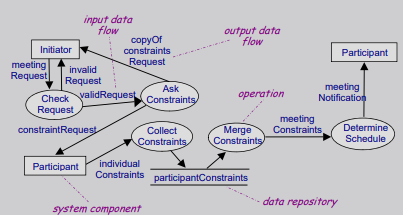 input data
flow
output data
flow
copyOf
constraints
Request
Initiator
Participant
meeting
Request
invalid
Request
Ask
Constraints
operation
meeting
Notification
Check
Request
validRequest
constraintRequest
Collect
Constraints
Merge
Constraints
meeting
Constraints
Determine
Schedule
Participant
individual
Constraints
participantConstraints
system component
data repository